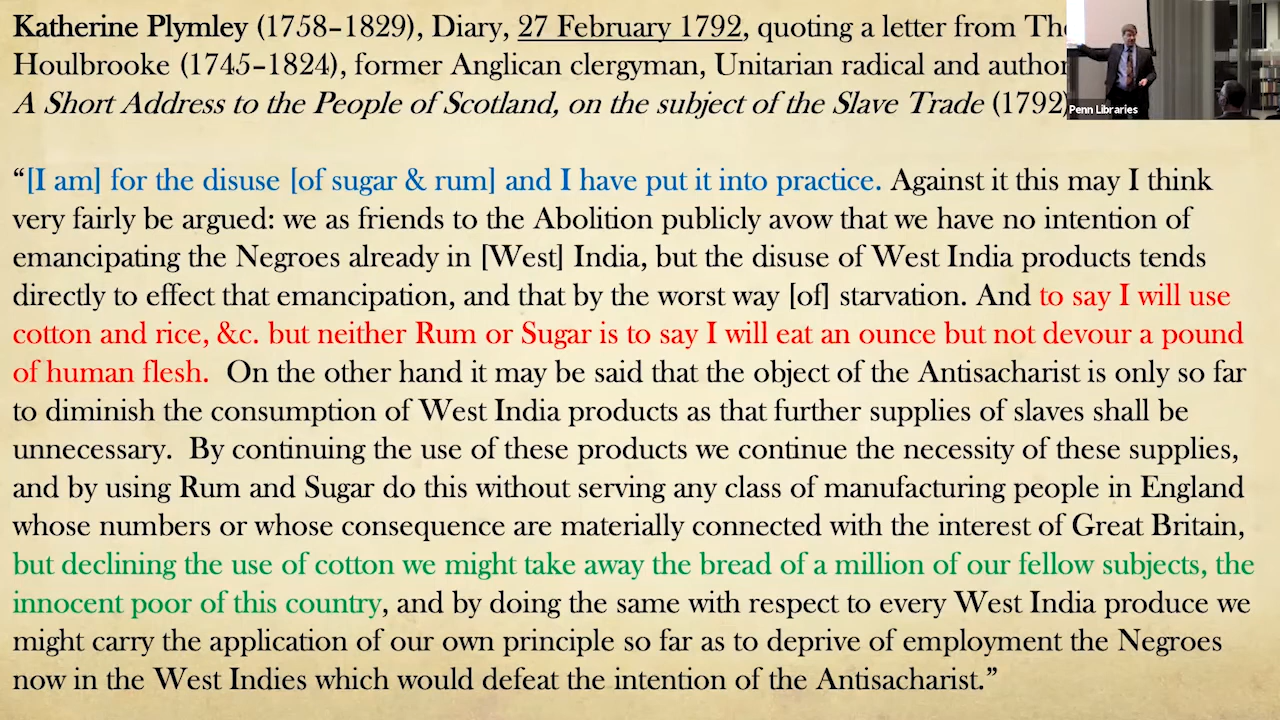 Katherine Plymley (1758–1829), Diary, 27 February 1792, quoting a letter from
Houlbrooke (1745–1824), former Anglican clergyman, Unitarian radical and author
A Short Address to the People of Scotland, on the subject of the Slave Trade (1792)
Penn Libraries
“[I am] for the disuse [of sugar & rum] and I have put it into practice. Against it this may I think
very fairly be argued: we as friends to the Abolition publicly avow that we have no intention of
emancipating the Negroes already in [West] India, but the disuse of West India products tends
directly to effect that emancipation, and that by the worst way [of] starvation. And to say I will use
cotton and rice, &c. but neither Rum or Sugar is to say I will eat an ounce but not devour a pound
of human flesh. On the other hand it may be said that the object of the Antisacharist is only so far
to diminish the consumption of West India products as that further supplies of slaves shall be
unnecessary. By continuing the use of these products we continue the necessity of these supplies,
and by using Rum and Sugar do this without serving any class of manufacturing people in England
whose numbers or whose consequence are materially connected with the interest of Great Britain,
but declining the use of cotton we might take away the bread of a million of our fellow subjects, the
innocent poor of this country, and by doing the same with respect to every West India produce we
might carry the application of our own principle so far as to deprive of employment the Negroes
now in the West Indies which would defeat the intention of the Antisacharist.”